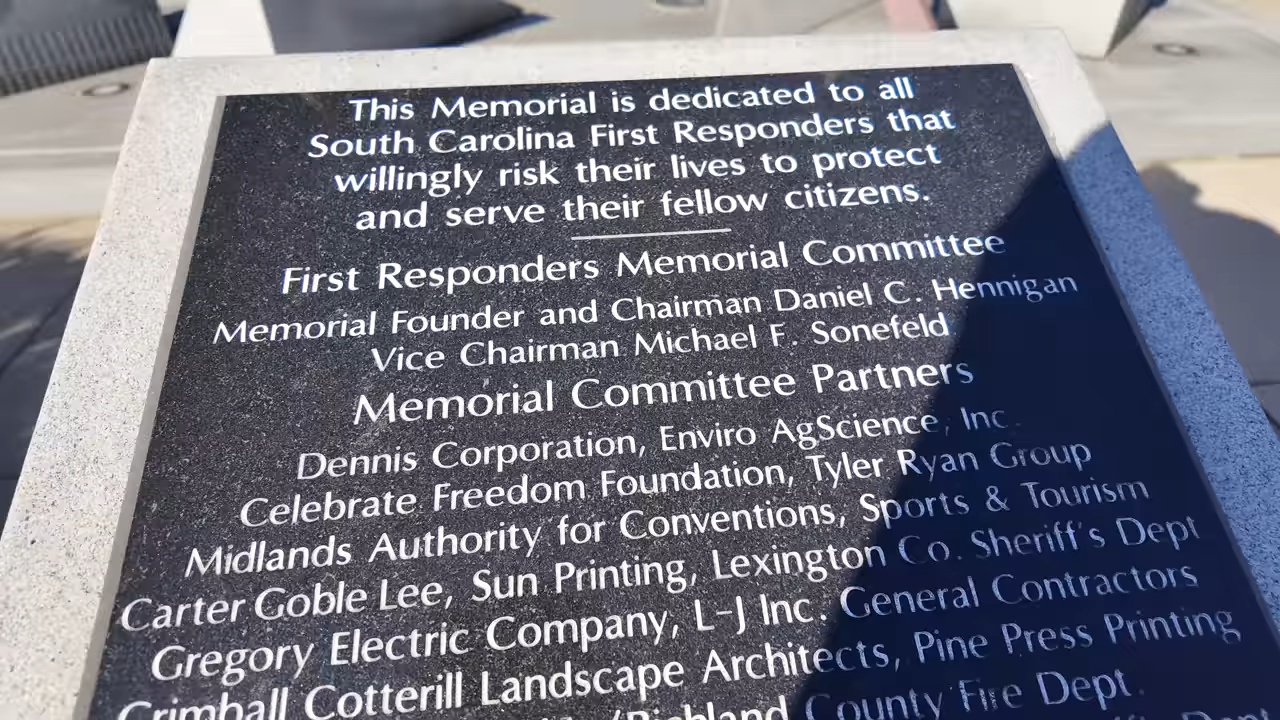 This Memorial is dedicated to all
South Carolina First Responders that
willingly risk their lives to protect
and serve their fellow citizens.
First Responders Memorial Committee
Memorial Founder and Chairman Daniel C. Hennigan
Vice Chairman Michael F. Sonefeld
Memorial Committee Partners
Dennis Corporation, Enviro AgScience, Inc.
Celebrate Freedom Foundation, Tyler Ryan Group
Midlands Authority for Conventions, Sports & Tourism
Carter Goble Lee, Sun Printing, Lexington Co. Sheriff's Dept
Gregory Electric Company, L-J Inc. General Contractors
Grimball Cotterill Landscape Architects, Pine Press Printing
/Richland County Fire Dept.